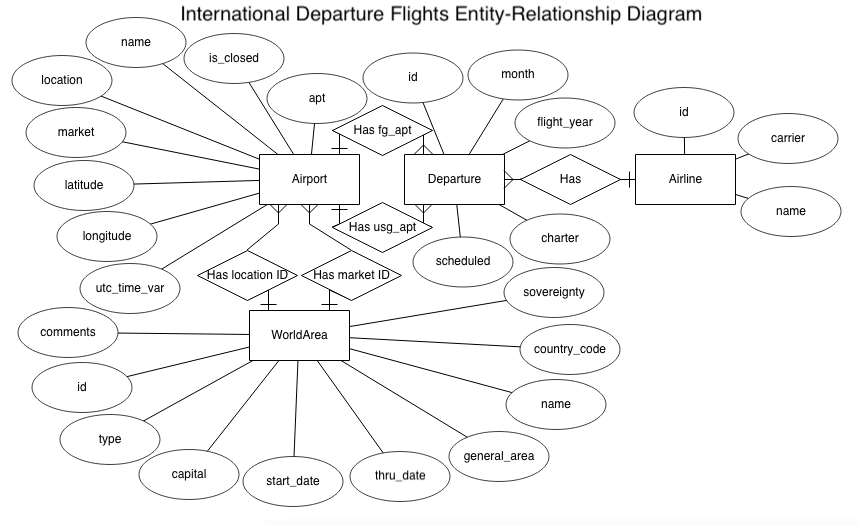 International Departure Flights Entity-Relationship Diagram
name
is_closed
location
apt
id
month
market
Has fg_apt
flight_year
id
carrier
latitude
Airport
Departure
Has
Airline
name
longitude
Has usg_apt
charter
scheduled
utc_time_var
Has location ID
Has market ID
sovereignty
comments
WorldArea
country_code
id
name
type
general_area
capital
start_date
thru_date